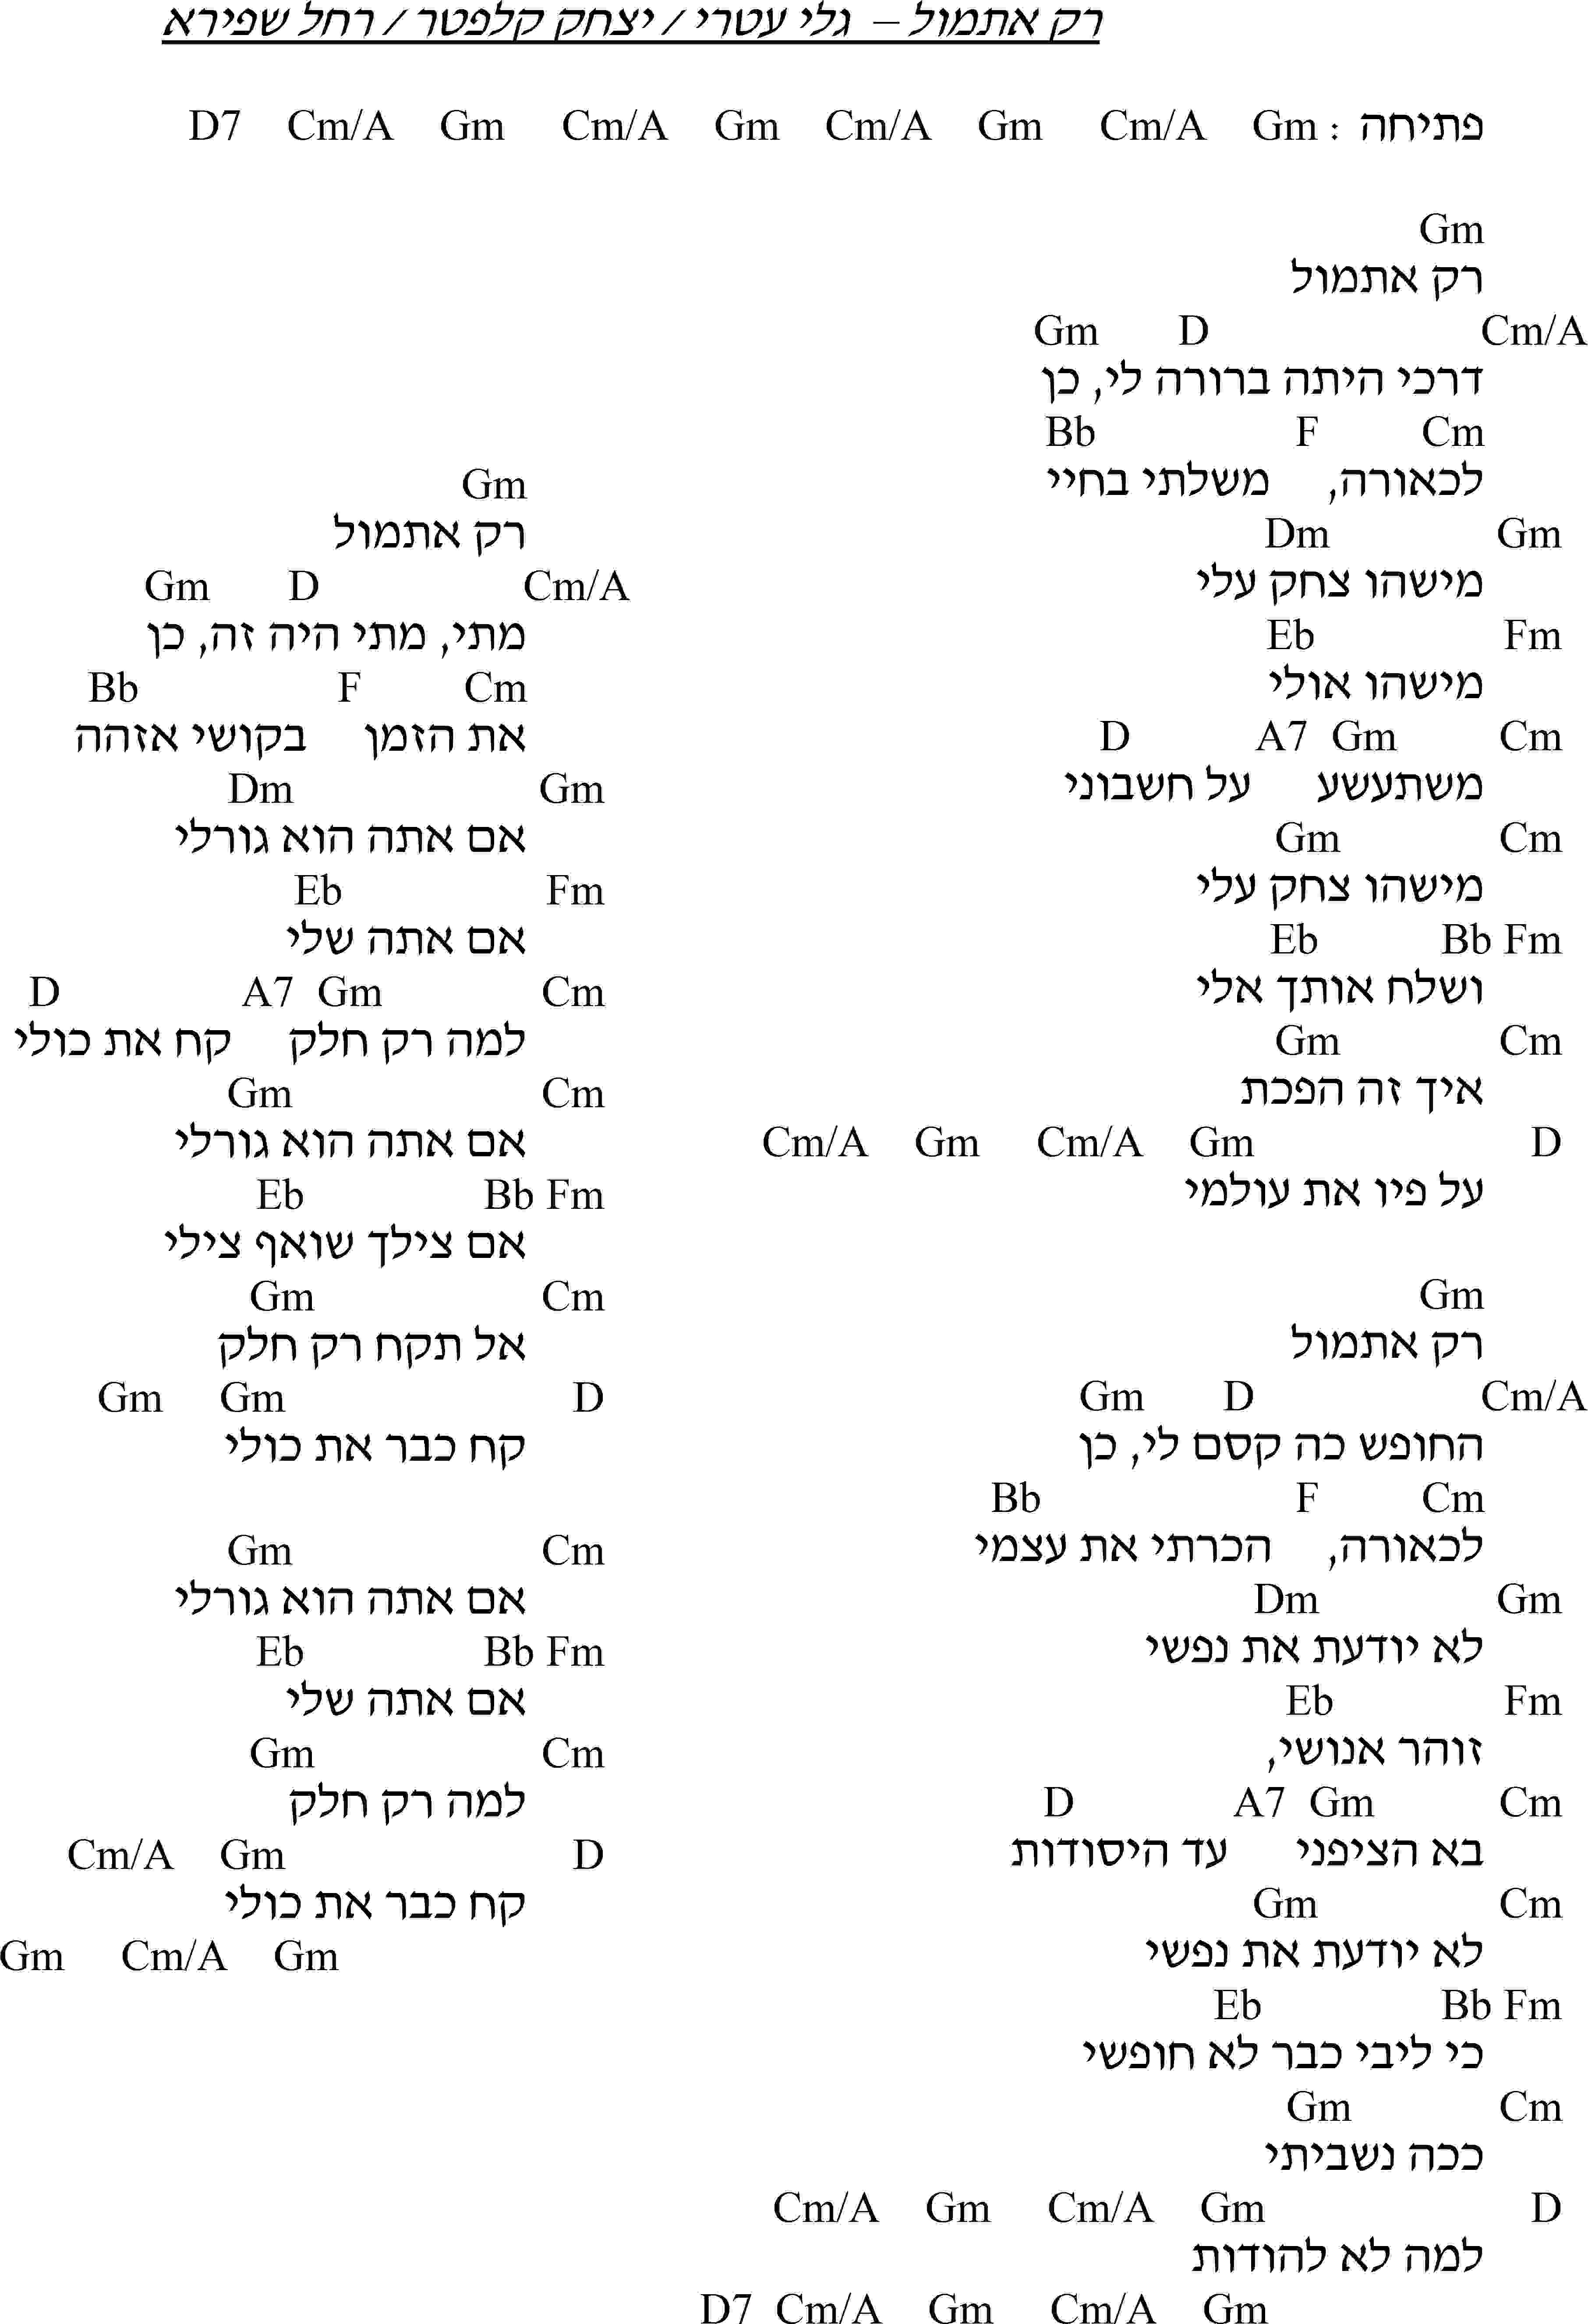 רק אתמול – גלי עטרי / יצחק קלפטר / רחל שפירא
פתיחה : Gm Cm/A Gm Cm/A Gm Cm/A Gm Cm/A D7
Gm
רק אתמול
Cm/A D Gm
דרכי היתה ברורה לי, כן
Cm F Bb
לכאורה, משלתי בחיי
Gm Dm
מישהו צחק עלי
Fm Eb
מישהו אולי
Cm Gm A7 D
משתעשע על חשבוני
Cm Gm
מישהו צחק עלי
Fm Bb Eb
ושלח אותך אלי
Cm Gm
איך זה הפכת
D Gm Cm/A Gm Cm/A
על פיו את עולמי
Gm
רק אתמול
Cm/A D Gm
החופש כה קסם לי, כן
Cm F Bb
לכאורה, הכרתי את עצמי
Gm Dm
לא יודעת את נפשי
Fm Eb
זוהר אנושי,
Cm Gm A7 D
בא הציפני עד היסודות
Cm Gm
לא יודעת את נפשי
Fm Bb Eb
כי ליבי כבר לא חופשי
Cm Gm
ככה נשביתי
D Gm Cm/A Gm Cm/A
למה לא להודות
Gm Cm/A Gm Cm/A D7
Gm
רק אתמול
Cm/A D Gm
מתי, מתי היה זה, כן
Cm F Bb
את הזמן בקושי אזהה
Gm Dm
אם אתה הוא גורלי
Fm Eb
אם אתה שלי
Cm Gm A7 D
למה רק חלק קח את כולי
Cm Gm
אם אתה הוא גורלי
Fm Bb Eb
אם צילך שואף צילי
Cm Gm
אל תקח רק חלק
D Gm Gm
קח כבר את כולי
Cm Gm
אם אתה הוא גורלי
Fm Bb Eb
אם אתה שלי
Cm Gm
למה רק חלק
D Gm Cm/A
קח כבר את כולי
Gm Cm/A Gm